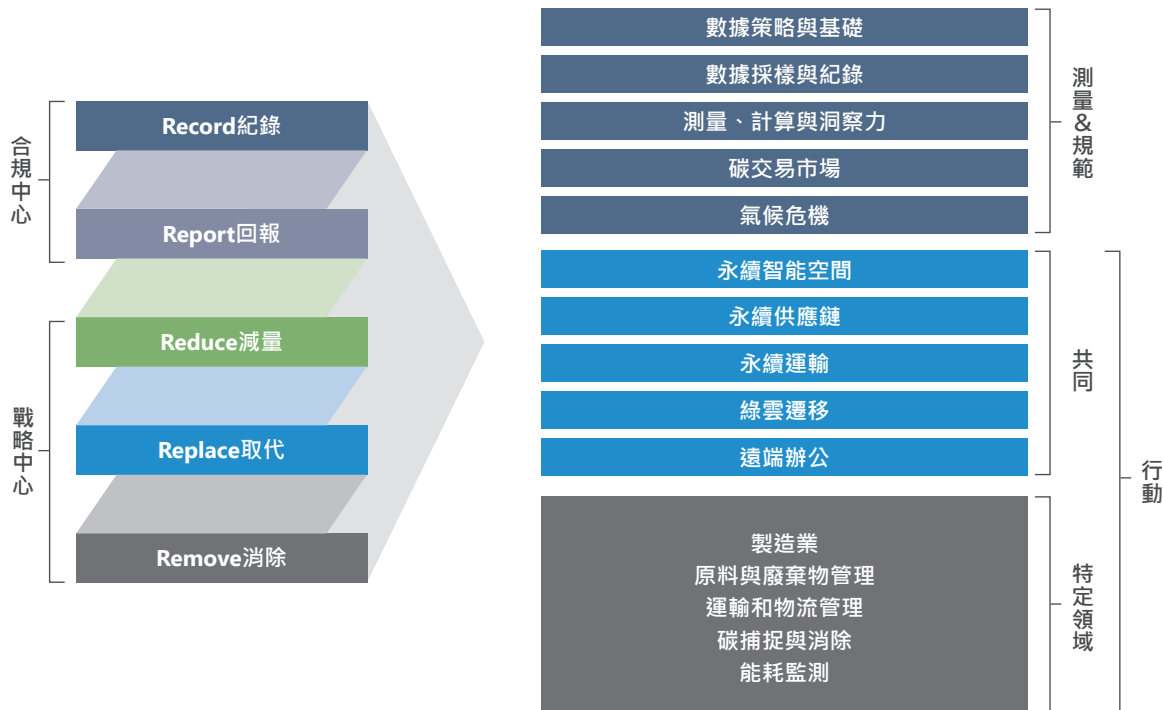 合規中心
Record紀錄
Report回報
戰略中心
Reduce減量
Replace取代
Remove消除
數據策略與基礎
數據採樣與紀錄
測量、計算與洞察力
碳交易市場
氣候危機
測量&規範
永續智能空間
永續供應鏈
永續運輸
綠雲遷移
遠端辦公
共同
製造業
原料與廢棄物管理
運輸和物流管理
碳捕捉與消除
能耗監測
特定領域
行動